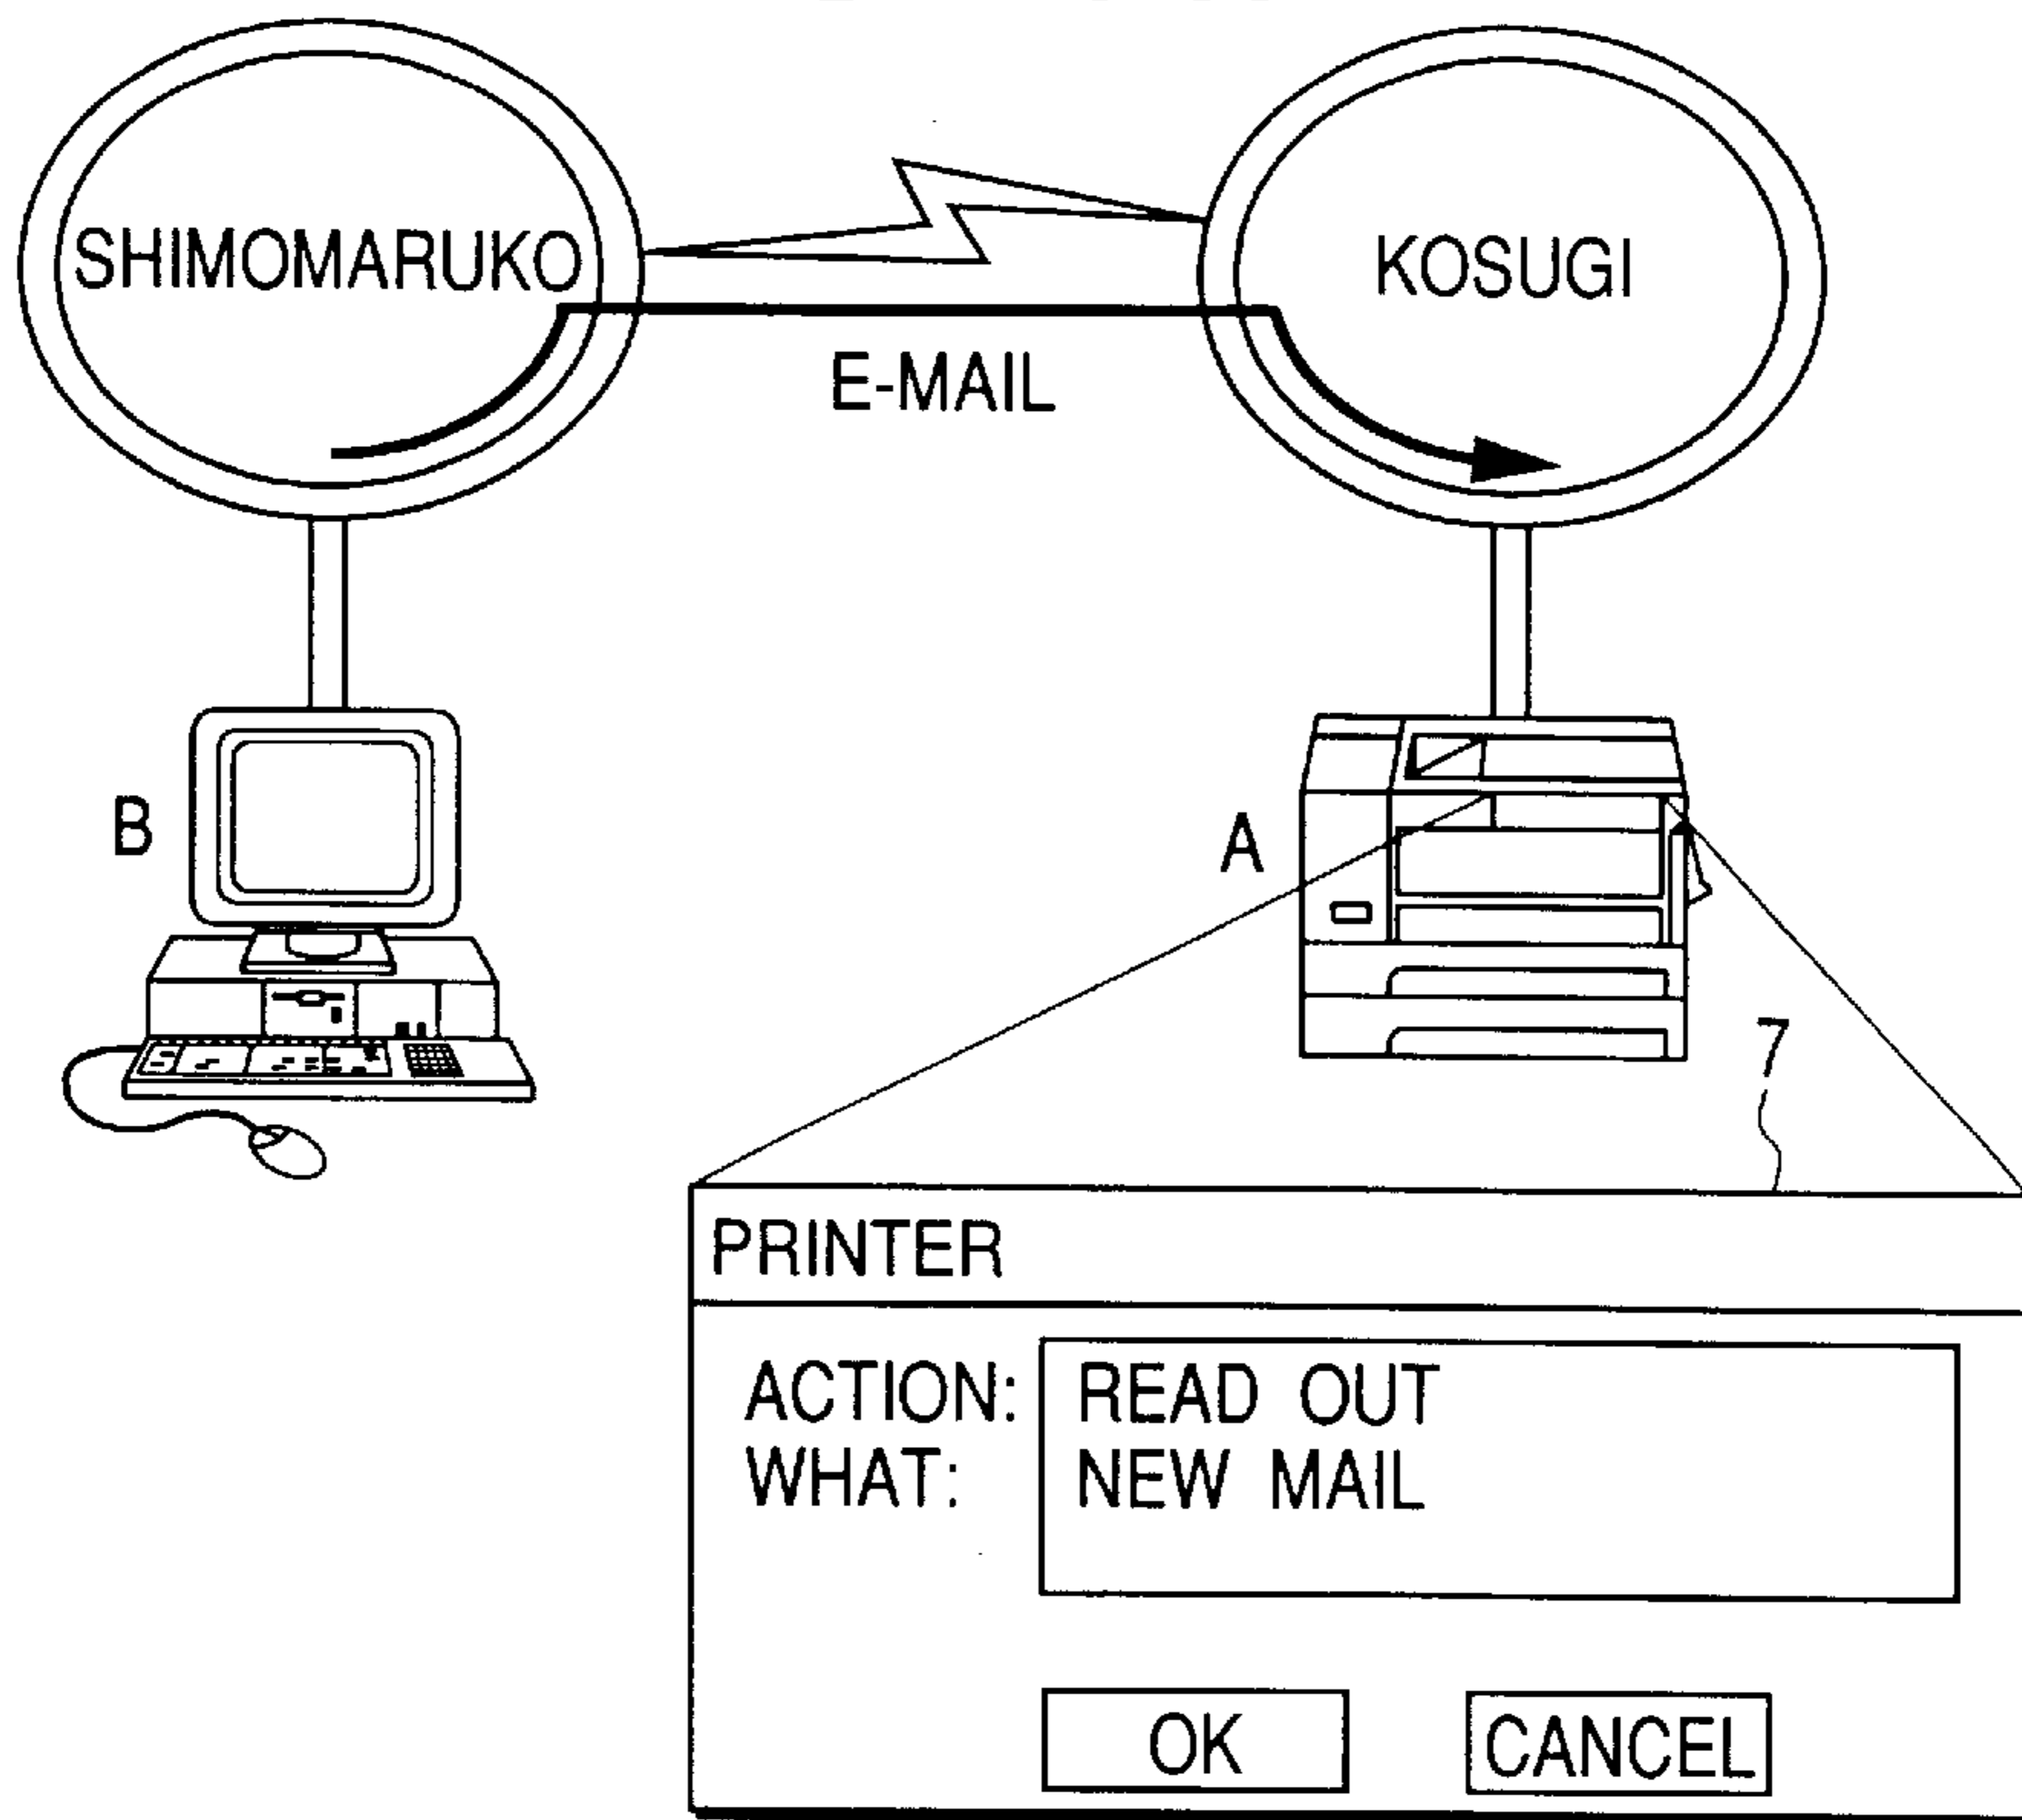 SHIMOMARUKO
KOSUGI
E-MAIL
B
A
7
PRINTER
ACTION: READ OUT
WHAT: NEW MAIL
OK
CANCEL